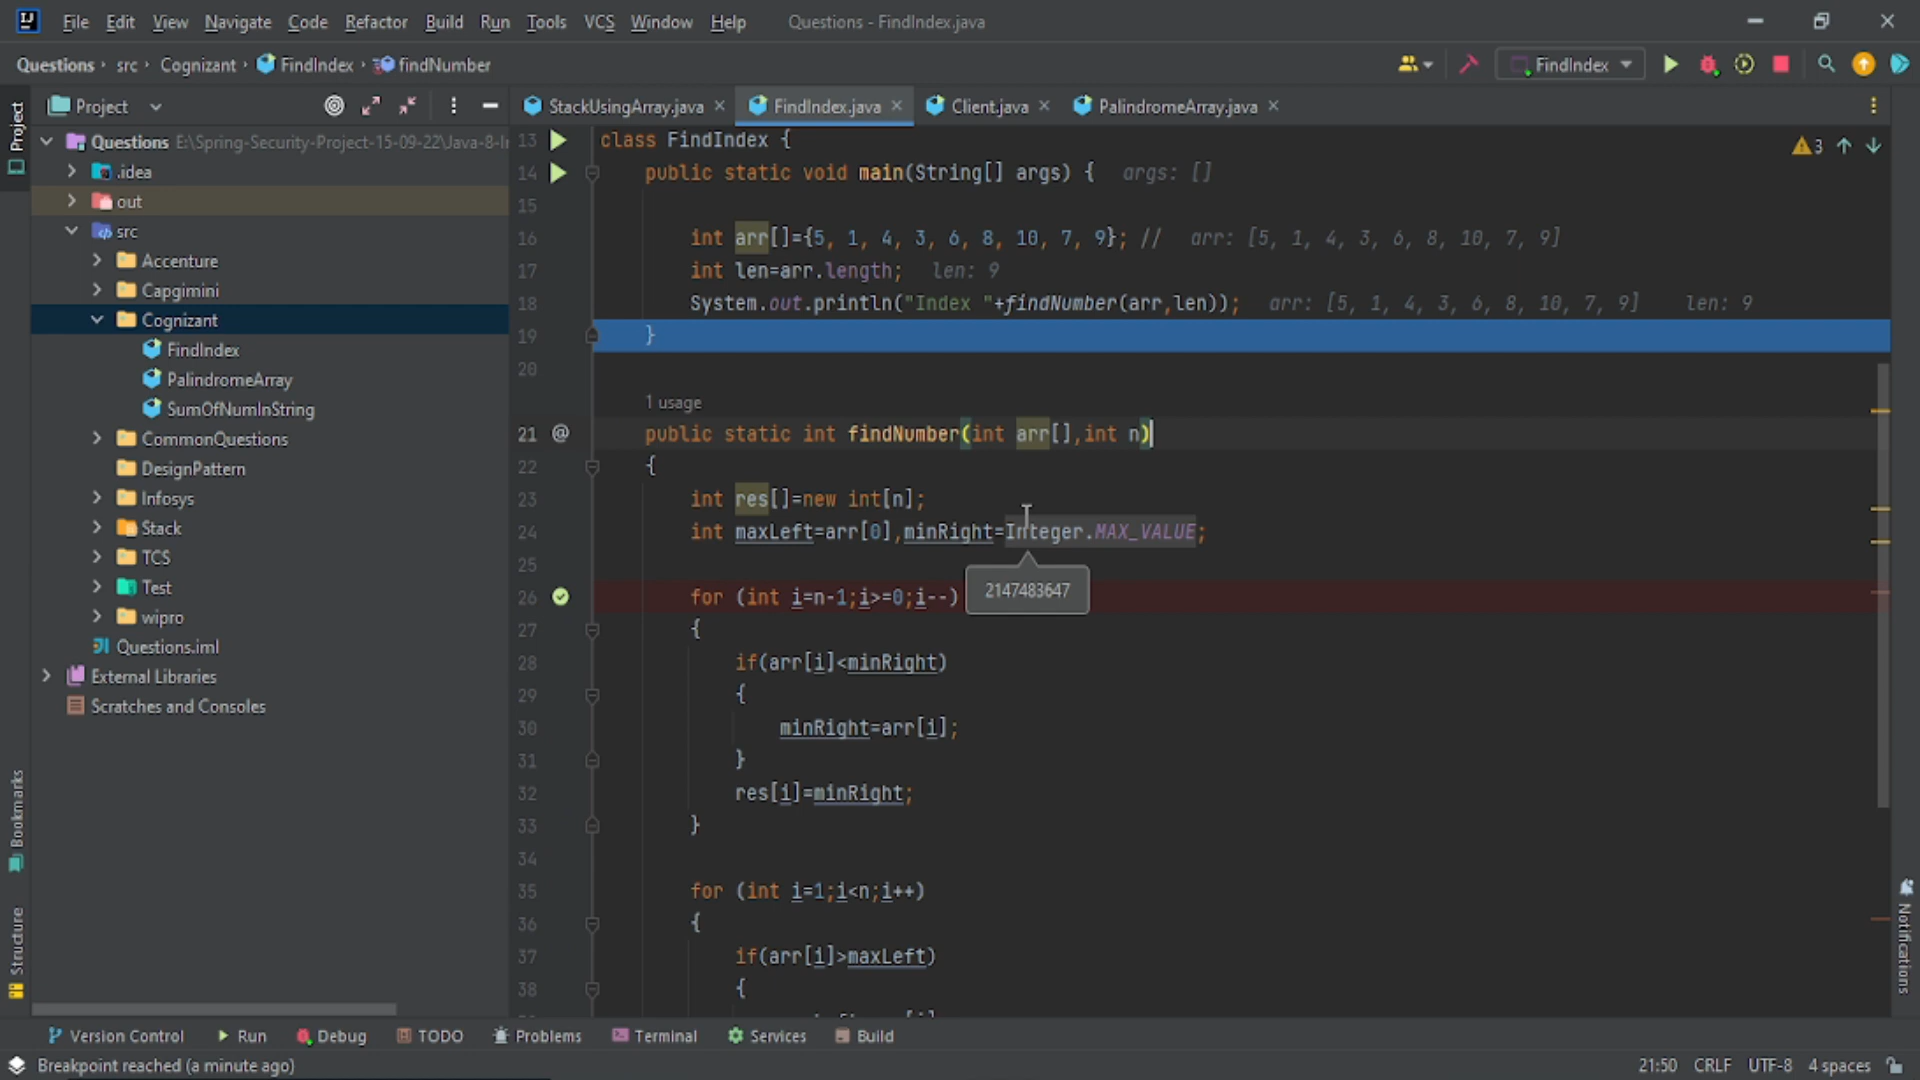 File Edit View Navigate Code Refactor Build Run Tools VCS Window Help Questions - FindIndex.java
Questions › src › Cognizant › FindIndex › findNumber FindIndex
Project
StackUsingArray.java FindIndex.java Client.java PalindromeArray.java
Project
Questions E:\Spring-Security-Project-15-09-22\Java-8-I
.idea
out
src
Accenture
Capgimini
Cognizant
FindIndex
PalindromeArray
SumOfNumInString
CommonQuestions
DesignPattern
Infosys
Stack
TCS
Test
wipro
Questions.iml
External Libraries
Scratches and Consoles
Bookmarks
Structure
3
13 class FindIndex {
14 public static void main(String[] args) { args: []
15
16 int arr[]={5, 1, 4, 3, 6, 8, 10, 7, 9}; // arr: [5, 1, 4, 3, 6, 8, 10, 7, 9]
17 int len=arr.length; len: 9
18 System.out.println("Index "+findNumber(arr,len)); arr: [5, 1, 4, 3, 6, 8, 10, 7, 9] len: 9
19 }
20
1 usage
21 @ public static int findNumber(int arr[],int n)
22 {
23 int res[]=new int[n];
24 int maxLeft=arr[0],minRight=Integer.MAX_VALUE;
25
26 for (int i=n-1;i>=0;i--)
2147483647
27 {
28 if(arr[i]<minRight)
29 {
30 minRight=arr[i];
31 }
32 res[i]=minRight;
33 }
34
35 for (int i=1;i<n;i++)
36 {
37 if(arr[i]>maxLeft)
38 {
Notifications
Version Control Run Debug TODO Problems Terminal Services Build
Breakpoint reached (a minute ago) 21:50 CRLF UTF-8 4 spaces